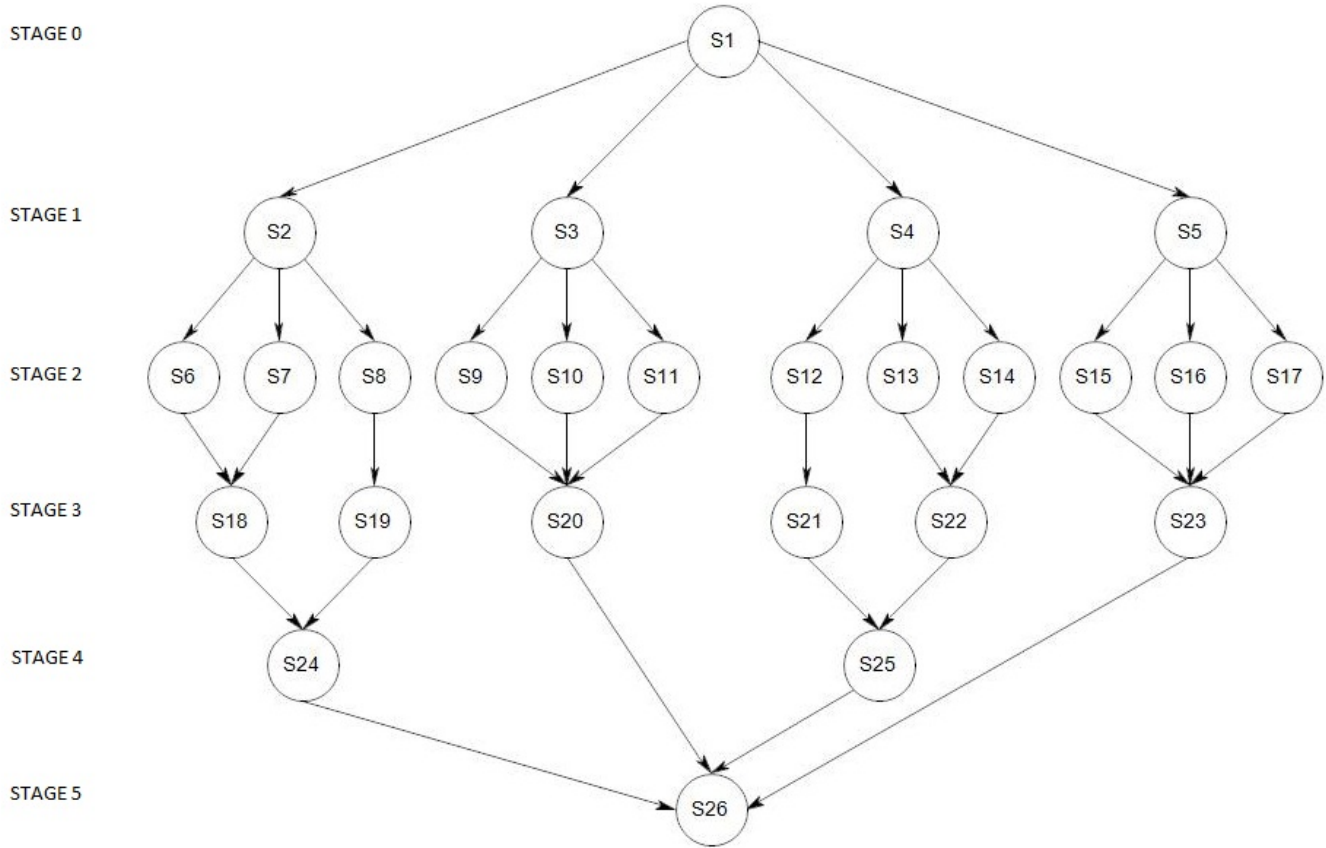 STAGE 0
S1
STAGE 1
S2 S3 S4 S5
STAGE 2
S6 S7 S8 S9 S10 S11 S12 S13 S14 S15 S16 S17
STAGE 3
S18 S19 S20 S21 S22 S23
STAGE 4
S24 S25
STAGE 5
S26